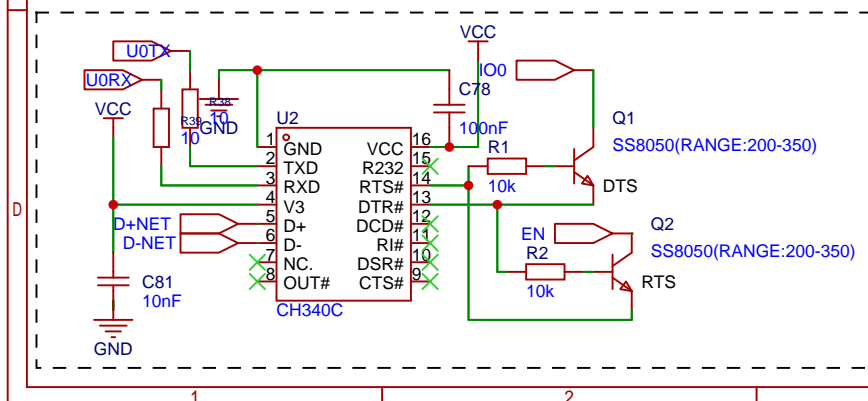 VCC
U0TX
IO0
U0RX
C78
VCC
R38
10
U2
100nF
Q1
R39
10
GND
SS8050(RANGE:200-350)
1 GND VCC 16
R1
2 TXD R232 15
3 RXD RTS# 14
10k
DTS
4 V3 DTR# 13
D
D+NET 5 D+ DCD# 12
D-NET 6 D- RI# 11
EN
Q2
R2
SS8050(RANGE:200-350)
7 NC. DSR# 10
8 OUT# CTS# 9
C81
10nF
10k
RTS
CH340C
GND
1 2